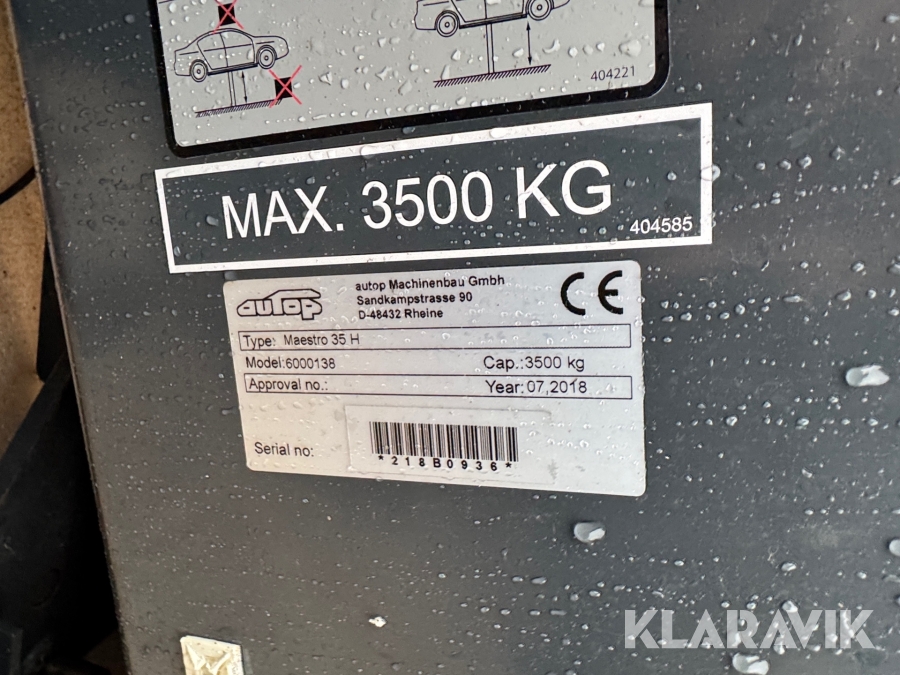 404221
MAX. 3500 KG
404585
autop
autop Machinenbau Gmbh
Sandkampstrasse 90
D-48432 Rheine
CE
Type: Maestro 35 H
Model:6000138 Cap.:3500 kg
Approval no.: Year: 07,2018
Serial no: *218B0936*
KLARAVIK